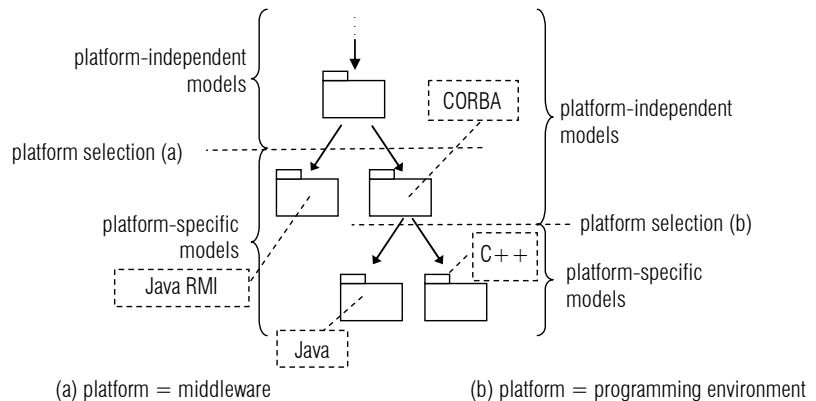 platform-independent
models
CORBA
platform-independent
models
platform selection (a)
platform-specific
models
platform selection (b)
C++
platform-specific
models
Java RMI
Java
(a) platform = middleware
(b) platform = programming environment